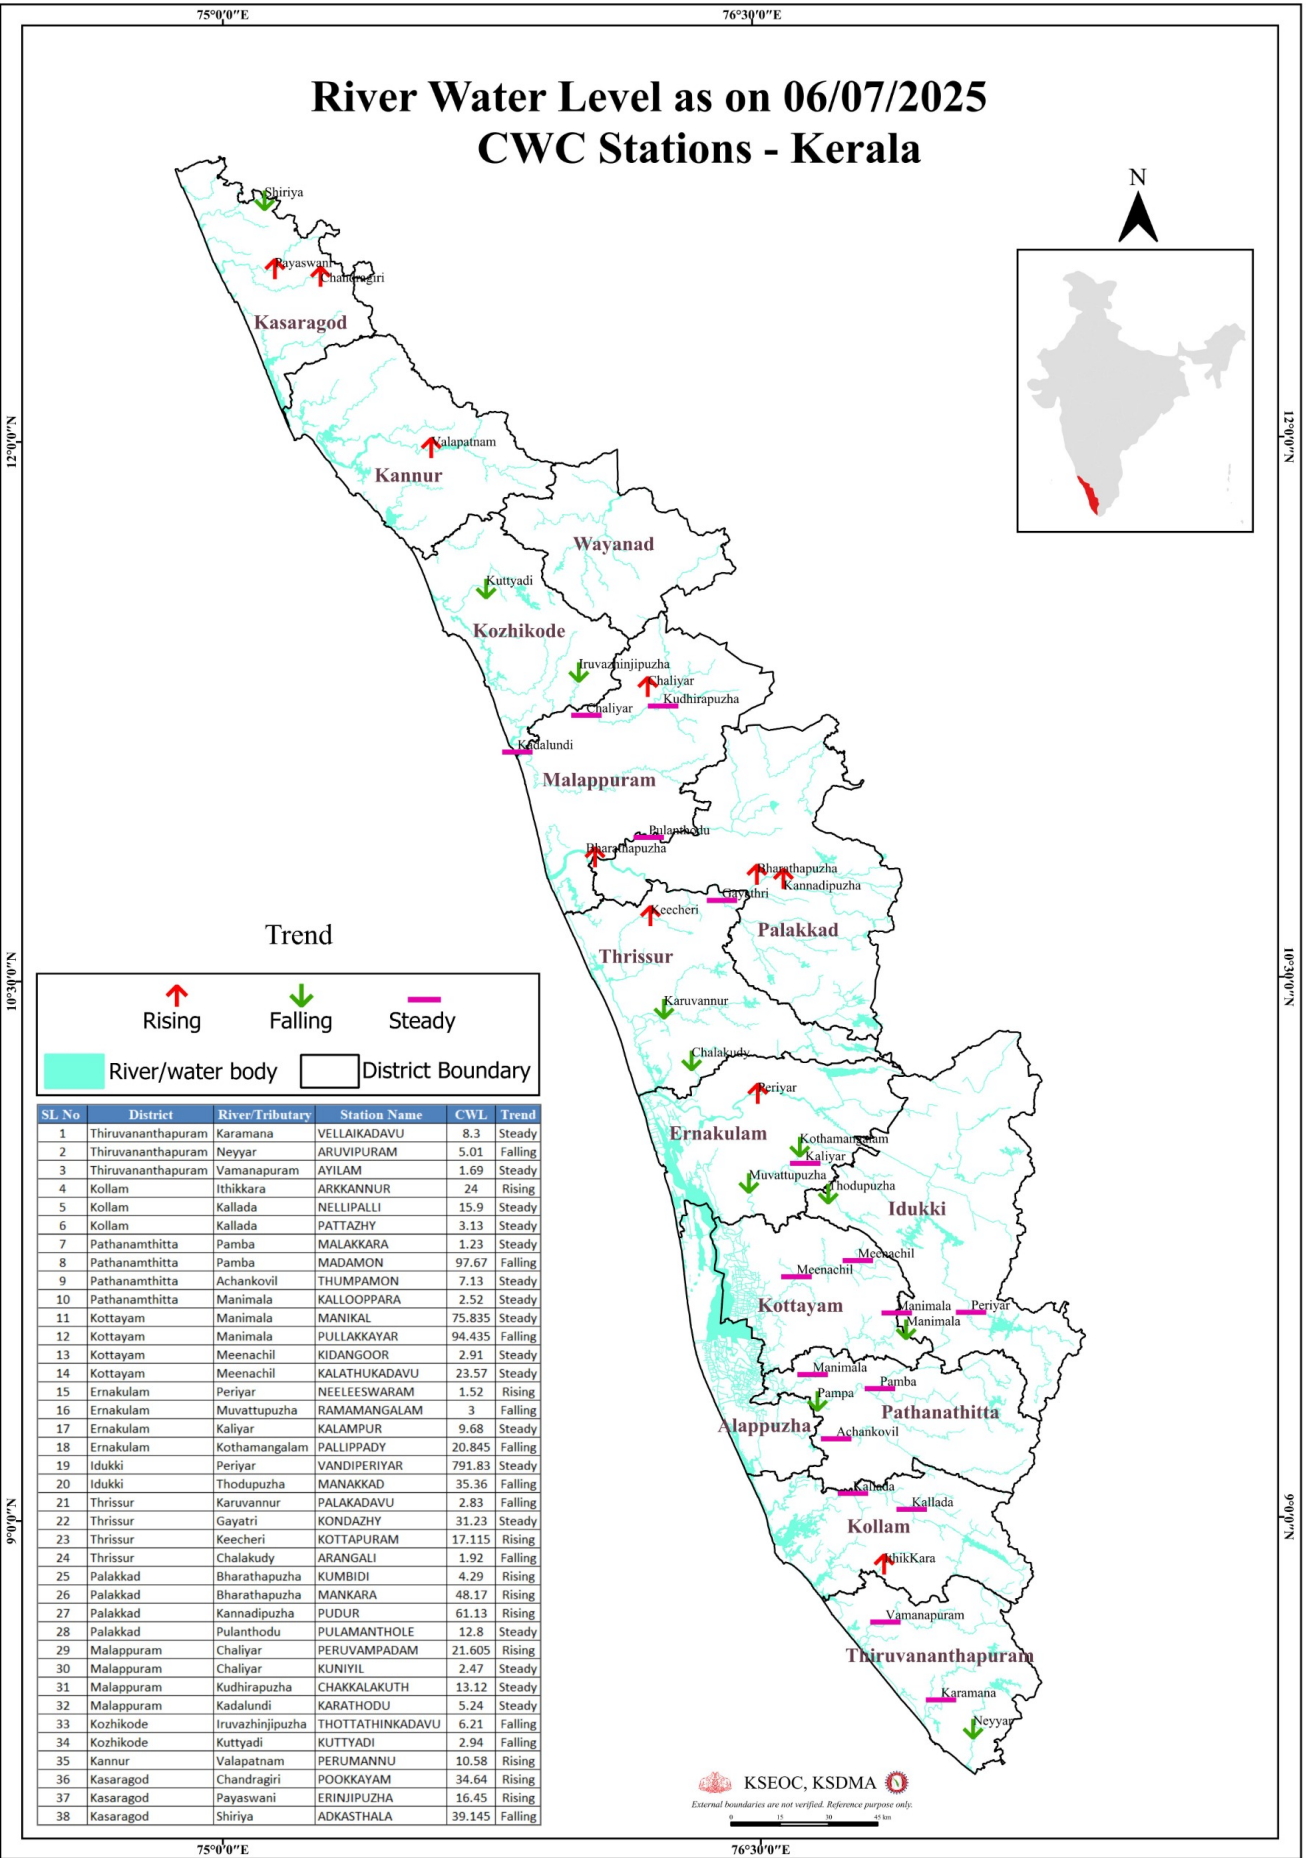 75°0'0"E 76°30'0"E
River Water Level as on 06/07/2025
CWC Stations - Kerala
N
Shiriya
Payaswani
Chandragiri
Kasaragod
12°0'0"N 12°0'0"N
Valapatnam
Kannur
Wayanad
Kuttyadi
Kozhikode
Iruvazhinjipuzha
Chaliyar
Kudhirapuzha
Chaliyar
Kadalundi
Malappuram
Pulanthodu
Bharathapuzha
Bharathapuzha
Kannadipuzha
Gayathri
Keecheri
Palakkad
Thrissur
10°30'0"N 10°30'0"N
Karuvannur
Chalakudy
Periyar
Ernakulam
Kothamangalam
Kaliyar
Muvattupuzha
Thodupuzha
Idukki
Meenachil
Meenachil
Kottayam
Manimala
Periyar
Manimala
Manimala
Pamba
Pampa
Pathanathitta
Alappuzha
Achankovil
Kallada
Kallada
9°0'0"N 9°0'0"N
Kollam
IthikKara
Vamanapuram
Thiruvananthapuram
Karamana
Neyyar
Trend
Rising Falling Steady
River/water body District Boundary
SL No District River/Tributary Station Name CWL Trend
1 Thiruvananthapuram Karamana VELLAIKADAVU 8.3 Steady
2 Thiruvananthapuram Neyyar ARUVIPURAM 5.01 Falling
3 Thiruvananthapuram Vamanapuram AYILAM 1.69 Steady
4 Kollam Ithikkara ARKKANNUR 24 Rising
5 Kollam Kallada NELLIPALLI 15.9 Steady
6 Kollam Kallada PATTAZHY 3.13 Steady
7 Pathanamthitta Pamba MALAKKARA 1.23 Steady
8 Pathanamthitta Pamba MADAMON 97.67 Falling
9 Pathanamthitta Achankovil THUMPAMON 7.13 Steady
10 Pathanamthitta Manimala KALLOOPPARA 2.52 Steady
11 Kottayam Manimala MANIKAL 75.835 Steady
12 Kottayam Manimala PULLAKKAYAR 94.435 Falling
13 Kottayam Meenachil KIDANGOOR 2.91 Steady
14 Kottayam Meenachil KALATHUKADAVU 23.57 Steady
15 Ernakulam Periyar NEELEESWARAM 1.52 Rising
16 Ernakulam Muvattupuzha RAMAMANGALAM 3 Falling
17 Ernakulam Kaliyar KALAMPUR 9.68 Steady
18 Ernakulam Kothamangalam PALLIPPADY 20.845 Falling
19 Idukki Periyar VANDIPERIYAR 791.83 Steady
20 Idukki Thodupuzha MANAKKAD 35.36 Falling
21 Thrissur Karuvannur PALAKADAVU 2.83 Falling
22 Thrissur Gayatri KONDAZHY 31.23 Steady
23 Thrissur Keecheri KOTTAPURAM 17.115 Rising
24 Thrissur Chalakudy ARANGALI 1.92 Falling
25 Palakkad Bharathapuzha KUMBIDI 4.29 Rising
26 Palakkad Bharathapuzha MANKARA 48.17 Rising
27 Palakkad Kannadipuzha PUDUR 61.13 Rising
28 Palakkad Pulanthodu PULAMANTHOLE 12.8 Steady
29 Malappuram Chaliyar PERUVAMPADAM 21.605 Rising
30 Malappuram Chaliyar KUNIYIL 2.47 Steady
31 Malappuram Kudhirapuzha CHAKKALAKUTH 13.12 Steady
32 Malappuram Kadalundi KARATHODU 5.24 Steady
33 Kozhikode Iruvazhinjipuzha THOTTATHINKADAVU 6.21 Falling
34 Kozhikode Kuttyadi KUTTYADI 2.94 Falling
35 Kannur Valapatnam PERUMANNU 10.58 Rising
36 Kasaragod Chandragiri POOKKAYAM 34.64 Rising
37 Kasaragod Payaswani ERINJIPUZHA 16.45 Rising
38 Kasaragod Shiriya ADKASTHALA 39.145 Falling
KSEOC, KSDMA
External boundaries are not verified. Reference purpose only.
0 15 30 45 km
75°0'0"E 76°30'0"E